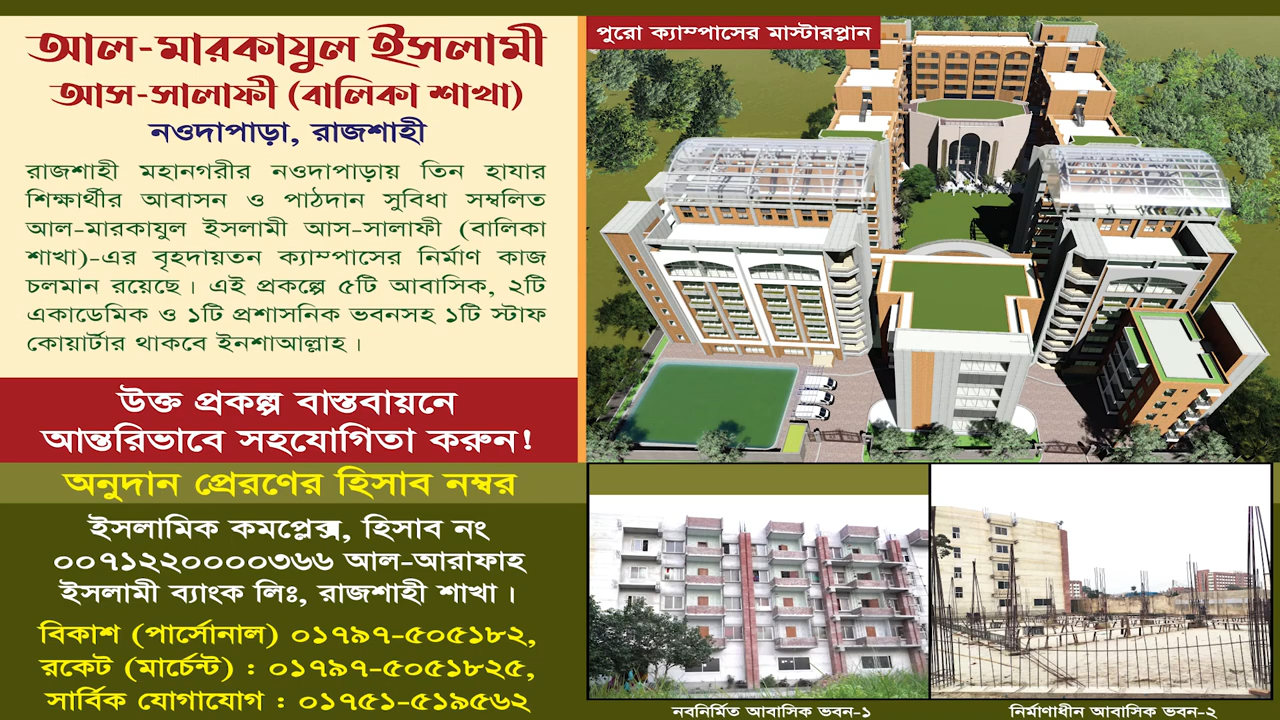 আল-মারকাযুল ইসলামী
আস-সালাফী (বালিকা শাখা)
নওদাপাড়া, রাজশাহী
রাজশাহী মহানগরীর নওদাপাড়ায় তিন হাযার
শিক্ষার্থীর আবাসন ও পাঠদান সুবিধা সম্বলিত
আল-মারকাযুল ইসলামী আস-সালাফী (বালিকা
শাখা)-এর বৃহদায়তন ক্যাম্পাসের নির্মাণ কাজ
চলমান রয়েছে। এই প্রকল্পে ৫টি আবাসিক, ২টি
একাডেমিক ও ১টি প্রশাসনিক ভবনসহ ১টি স্টাফ
কোয়ার্টার থাকবে ইনশাআল্লাহ।
উক্ত প্রকল্প বাস্তবায়নে
আন্তরিভাবে সহযোগিতা করুন!
অনুদান প্রেরণের হিসাব নম্বর
ইসলামিক কমপ্লেক্স, হিসাব নং
০০৭১২২০০০০৩৬৬ আল-আরাফাহ
ইসলামী ব্যাংক লিঃ, রাজশাহী শাখা।
বিকাশ (পার্সোনাল) ০১৭৯৭-৫০৫১৮২,
রকেট (মার্চেন্ট) : ০১৭৯৭-৫০৫১৮২৫,
সার্বিক যোগাযোগ : ০১৭৫১-৫১৯৫৬২
পুরো ক্যাম্পাসের মাস্টারপ্লান
নবনির্মিত আবাসিক ভবন-১
নির্মাণাধীন আবাসিক ভবন-২